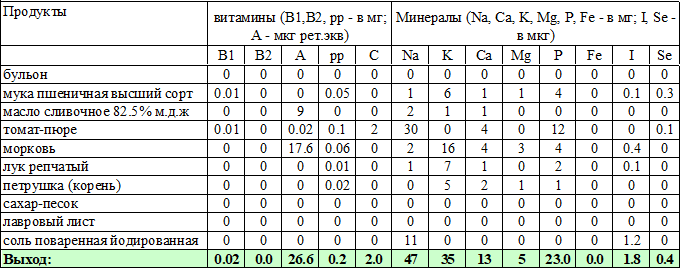 Продукты витамины (В1,В2, рр - в мг; Минералы (Na, Ca, K, Mg, P, Fe - в мг; I, Se -
А - мкг рет.экв) в мкг)
В1 В2 А рр С Na K Ca Mg P Fe I Se
бульон 0 0 0 0 0 0 0 0 0 0 0 0 0
мука пшеничная высший сорт 0.01 0 0 0.05 0 1 6 1 1 4 0 0.1 0.3
масло сливочное 82.5% м.д.ж 0 0 9 0 0 2 1 1 0 0 0 0 0
томат-пюре 0.01 0 0.02 0.1 2 30 0 4 0 12 0 0 0.1
морковь 0 0 17.6 0.06 0 2 16 4 3 4 0 0.4 0
лук репчатый 0 0 0 0.01 0 1 7 1 0 2 0 0.1 0
петрушка (корень) 0 0 0 0.02 0 0 5 2 1 1 0 0 0
сахар-песок 0 0 0 0 0 0 0 0 0 0 0 0 0
лавровый лист 0 0 0 0 0 0 0 0 0 0 0 0 0
соль поваренная йодированная 0 0 0 0 0 11 0 0 0 0 0 1.2 0
Выход: 0.02 0.0 26.6 0.2 2.0 47 35 13 5 23.0 0.0 1.8 0.4